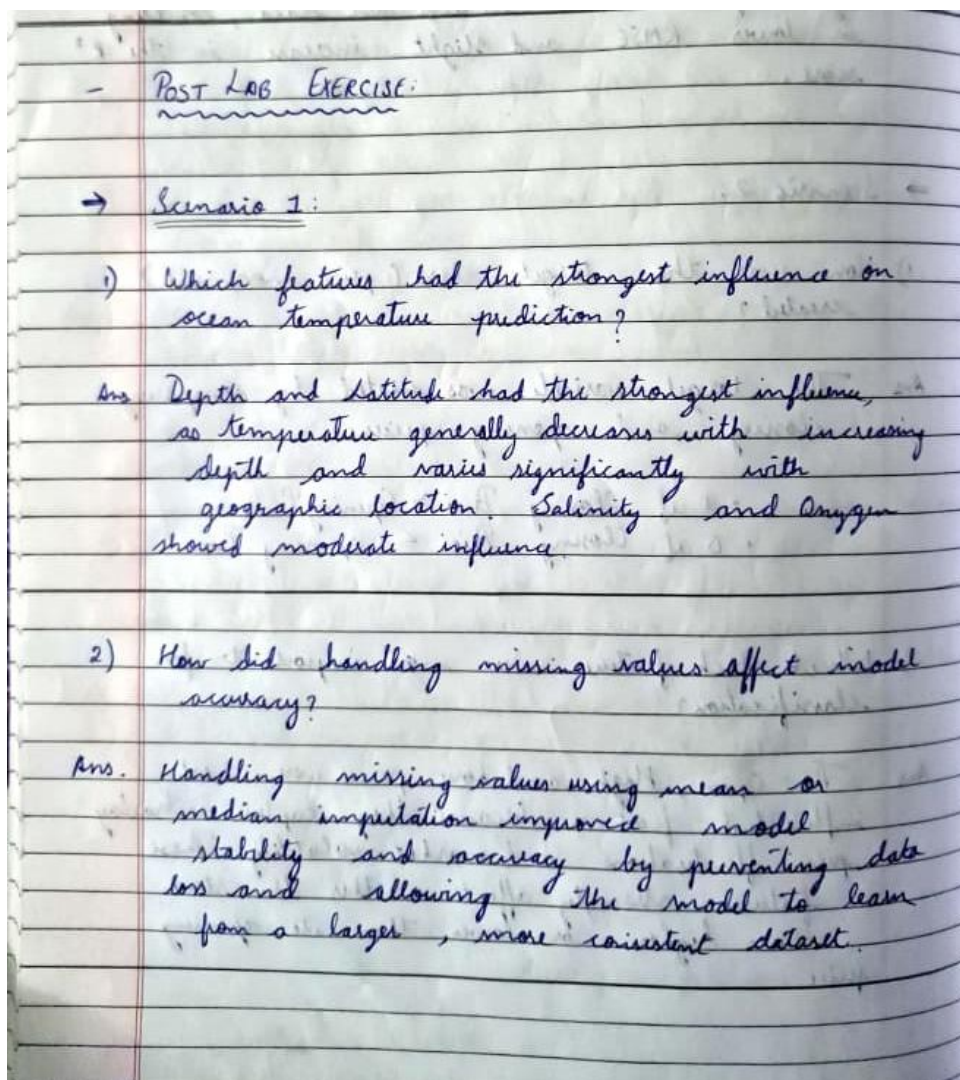 - POST LAB EXERCISE:
→ Scenario 1:
1) Which features had the strongest influence on
ocean temperature prediction?
Ans Depth and Latitude had the strongest influence,
as temperature generally decreases with increasing
depth and varies significantly with
geographic location. Salinity and Oxygen
showed moderate influence
2) How did handling missing values affect model
accuracy?
Ans. Handling missing values using mean or
median imputation improved model
stability and accuracy by preventing data
loss and allowing the model to learn
from a larger, more consistent dataset.